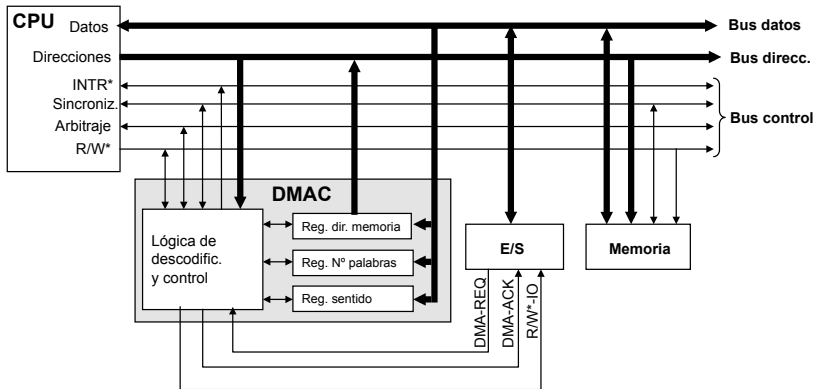 CPU
Datos
Bus datos
Direcciones
Bus direcc.
INTR*
Sincroniz.
Arbitraje
Bus control
R/W*
DMAC
Lógica de
descodific.
y control
Reg. dir. memoria
Reg. Nº palabras
Reg. sentido
E/S
Memoria
DMA-REQ
DMA-ACK
R/W*-IO